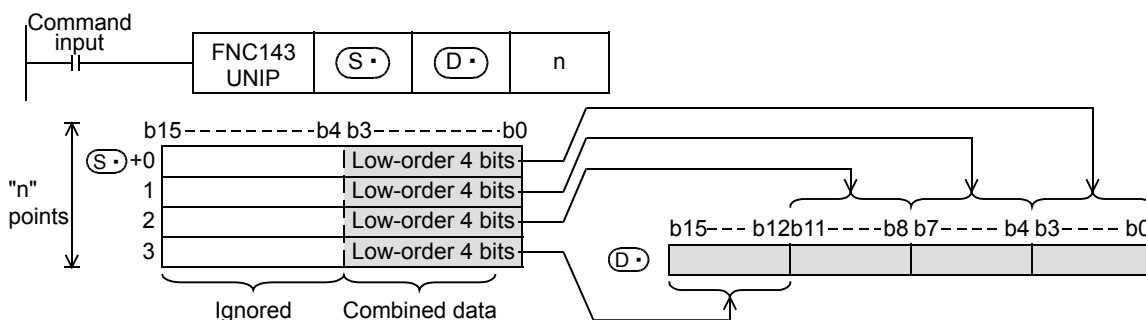 Command
input
FNC143
UNIP
S・
D・
n
b15 b4 b3 b0
"n"
points
S・+0
Low-order 4 bits
1
Low-order 4 bits
2
Low-order 4 bits
3
Low-order 4 bits
Ignored
Combined data
b15 b12 b11 b8 b7 b4 b3 b0
D・